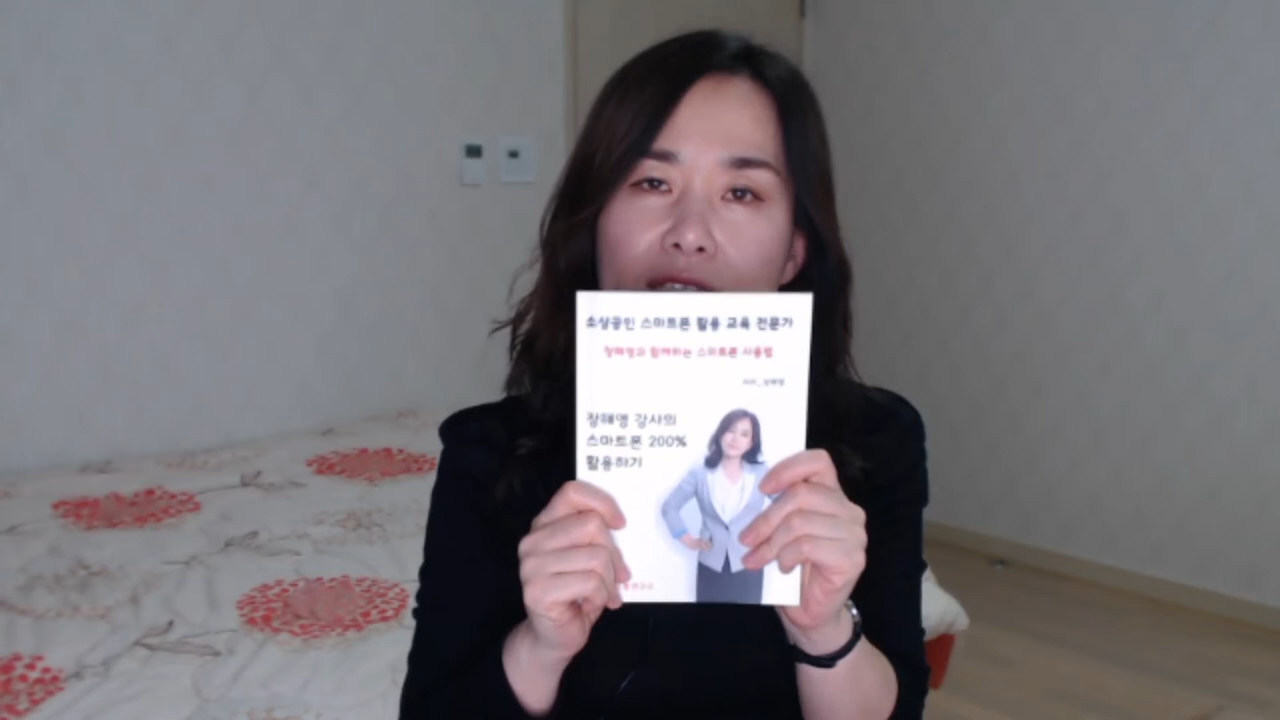 소상공인 스마트폰 활용 교육 전문가
장해영과 함께하는 스마트폰 사용법
장해영 강사의
스마트폰 200%
활용하기